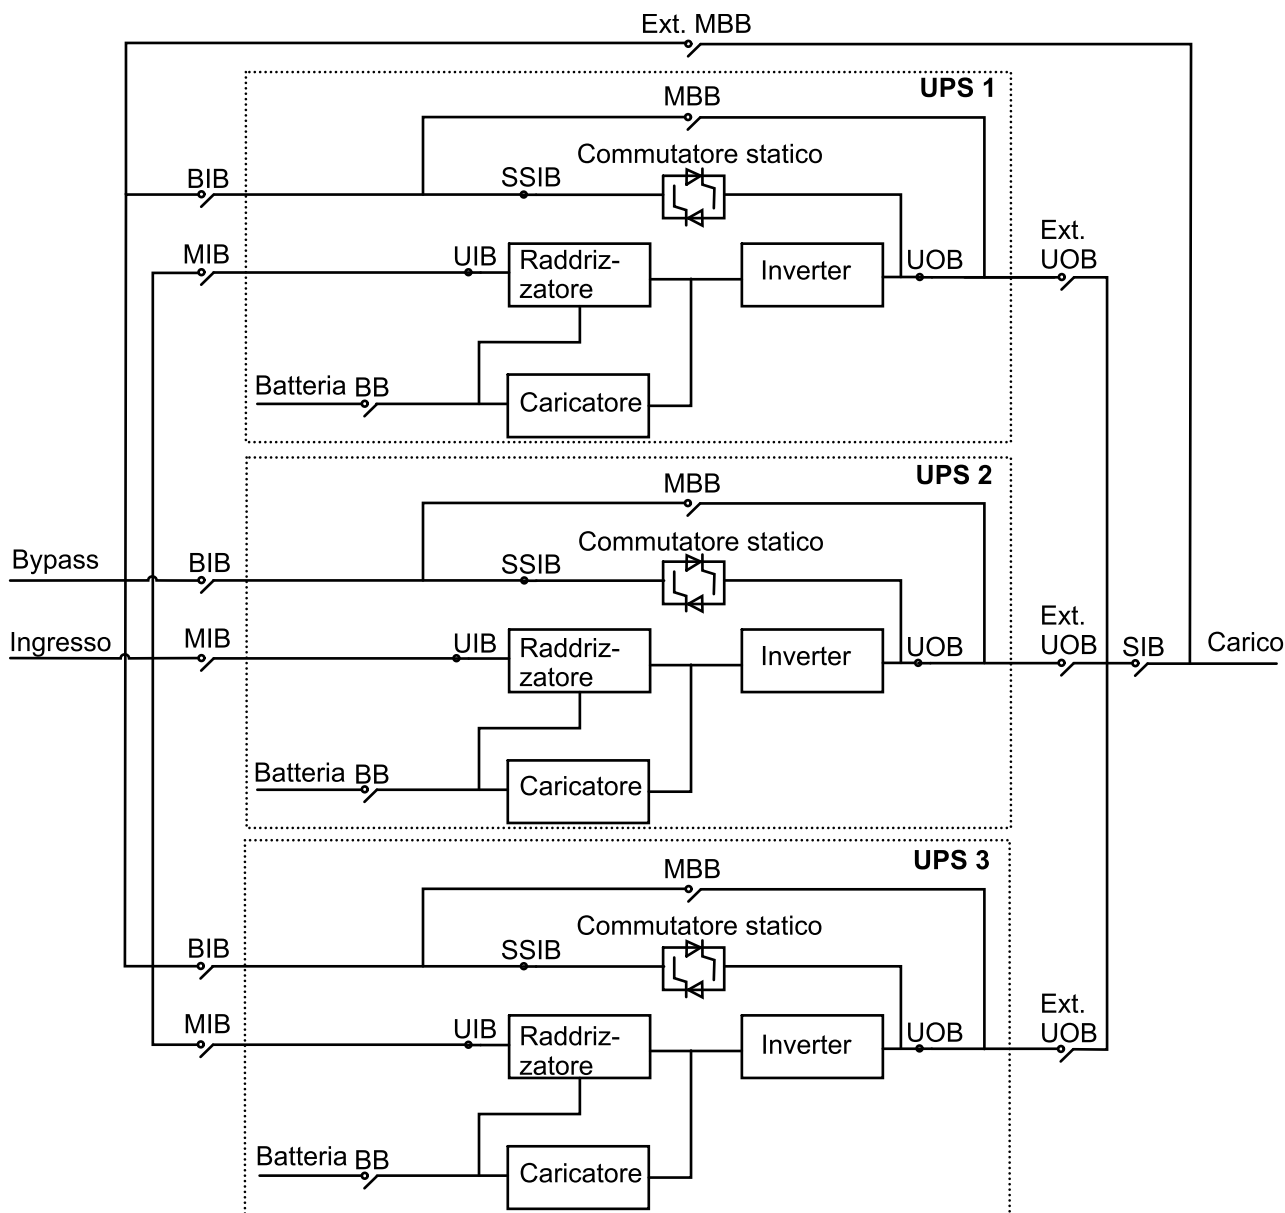 Ext. MBB
UPS 1
MBB
Commutatore statico
BIB
SSIB
MIB
UIB
Raddriz-
zatore
Inverter
UOB
Ext.
UOB
Batteria BB
Caricatore
UPS 2
MBB
Commutatore statico
Bypass
BIB
SSIB
Ingresso
MIB
UIB
Raddriz-
zatore
Inverter
UOB
Ext.
UOB
SIB
Carico
Batteria BB
Caricatore
UPS 3
MBB
Commutatore statico
BIB
SSIB
MIB
UIB
Raddriz-
zatore
Inverter
UOB
Ext.
UOB
Batteria BB
Caricatore